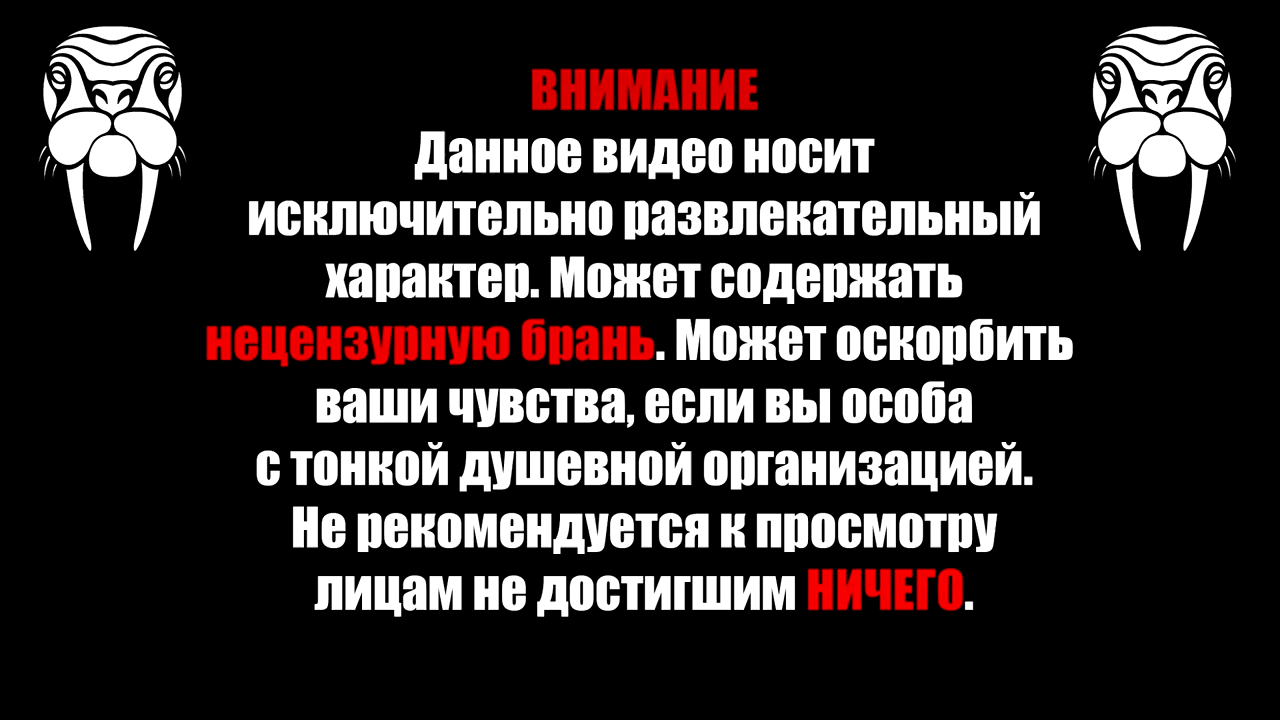 ВНИМАНИЕ
Данное видео носит
исключительно развлекательный
характер. Может содержать
нецензурную брань. Может оскорбить
ваши чувства, если вы особа
с тонкой душевной организацией.
Не рекомендуется к просмотру
лицам не достигшим НИЧЕГО.